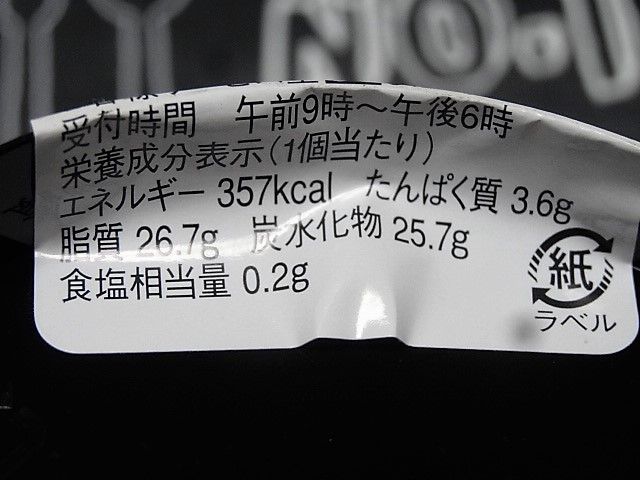 NO.
受付時間 午前9時〜午後6時
栄養成分表示(1個当たり)
エネルギー 357kcal たんぱく質 3.6g
脂質 26.7g 炭水化物 25.7g
食塩相当量 0.2g
紙
ラベル